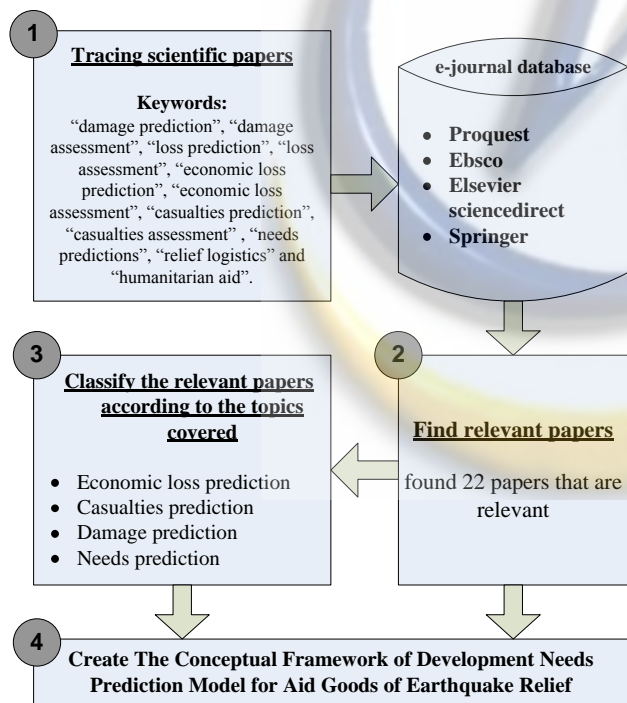 1
Tracing scientific papers
Keywords:
“damage prediction”, “damage
assessment”, “loss prediction”, “loss
assessment”, “economic loss
prediction”, “economic loss
assessment”, “casualties prediction”,
“casualties assessment” , “needs
predictions”, “relief logistics” and
“humanitarian aid”.
e-journal database
• Proquest
• Ebsco
• Elsevier
sciencedirect
• Springer
2
Find relevant papers
found 22 papers that are
relevant
3
Classify the relevant papers
according to the topics
covered
• Economic loss prediction
• Casualties prediction
• Damage prediction
• Needs prediction
4
Create The Conceptual Framework of Development Needs
Prediction Model for Aid Goods of Earthquake Relief